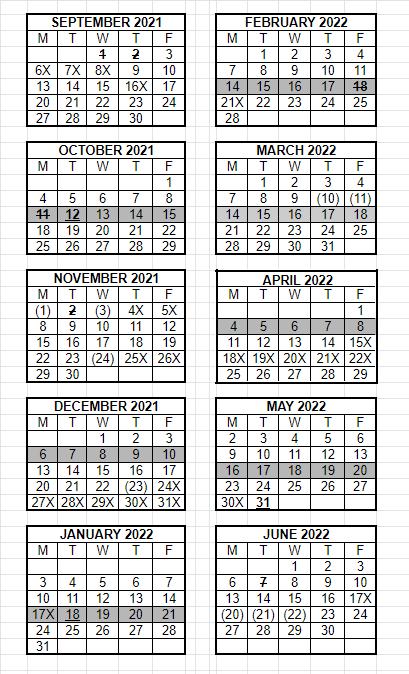 SEPTEMBER 2021
M T W T F
1 2 3
6X 7X 8X 9 10
13 14 15 16X 17
20 21 22 23 24
27 28 29 30
OCTOBER 2021
M T W T F
1
4 5 6 7 8
11 12 13 14 15
18 19 20 21 22
25 26 27 28 29
NOVEMBER 2021
M T W T F
(1) 2 (3) 4X 5X
8 9 10 11 12
15 16 17 18 19
22 23 (24) 25X 26X
29 30
DECEMBER 2021
M T W T F
1 2 3
6 7 8 9 10
13 14 15 16 17
20 21 22 (23) 24X
27X 28X 29X 30X 31X
JANUARY 2022
M T W T F
3 4 5 6 7
10 11 12 13 14
17X 18 19 20 21
24 25 26 27 28
31
FEBRUARY 2022
M T W T F
1 2 3 4
7 8 9 10 11
14 15 16 17 18
21X 22 23 24 25
28
MARCH 2022
M T W T F
1 2 3 4
7 8 9 (10) (11)
14 15 16 17 18
21 22 23 24 25
28 29 30 31
APRIL 2022
M T W T F
1
4 5 6 7 8
11 12 13 14 15X
18X 19X 20X 21X 22X
25 26 27 28 29
MAY 2022
M T W T F
2 3 4 5 6
9 10 11 12 13
16 17 18 19 20
23 24 25 26 27
30X 31
JUNE 2022
M T W T F
1 2 3
6 7 8 9 10
13 14 15 16 17X
(20) (21) (22) 23 24
27 28 29 30